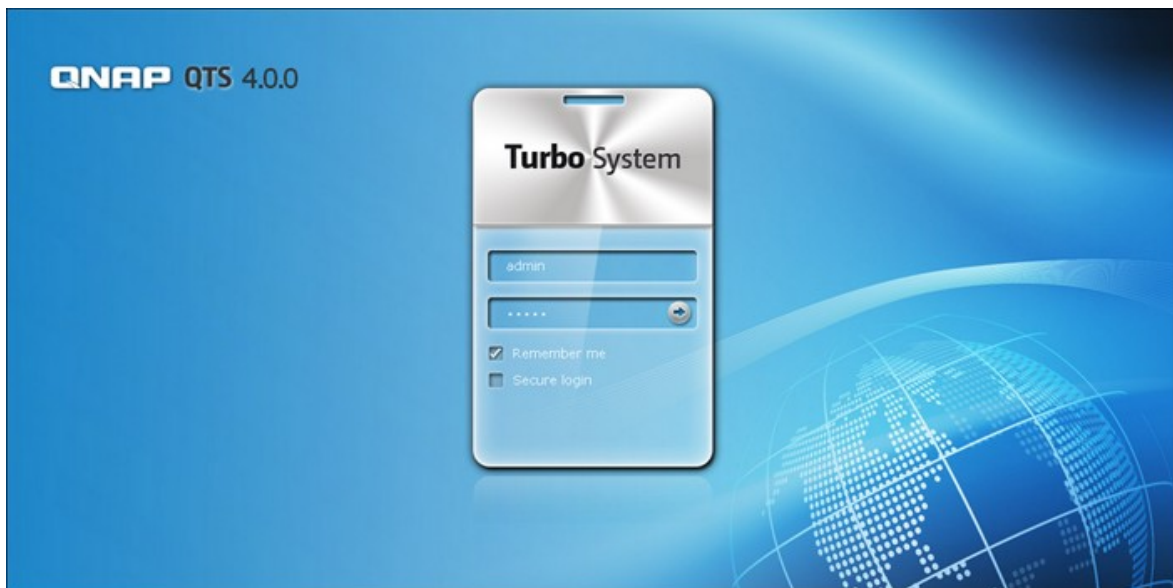 QNAP QTS 4.0.0
Turbo System
admin
•••••
Remember me
Secure login